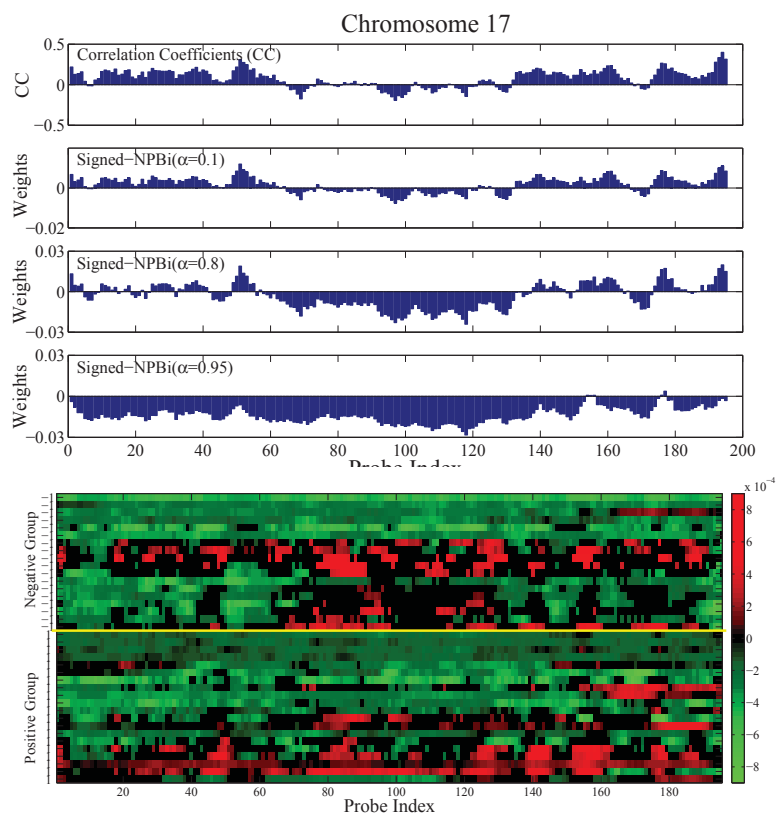 Chromosome 17
Correlation Coefficients (CC)
CC
0.5
0
−0.5
Signed−NPBi(α=0.1)
Weights
0
−0.02
Signed−NPBi(α=0.8)
Weights
0.03
0
−0.03
Signed−NPBi(α=0.95)
Weights
0.03
0
−0.03
0 20 40 60 80 100 120 140 160 180 200
Probe Index
Negative Group
Positive Group
20 40 60 80 100 120 140 160 180
Probe Index
x 10⁻⁴
8
6
4
2
0
−2
−4
−6
−8